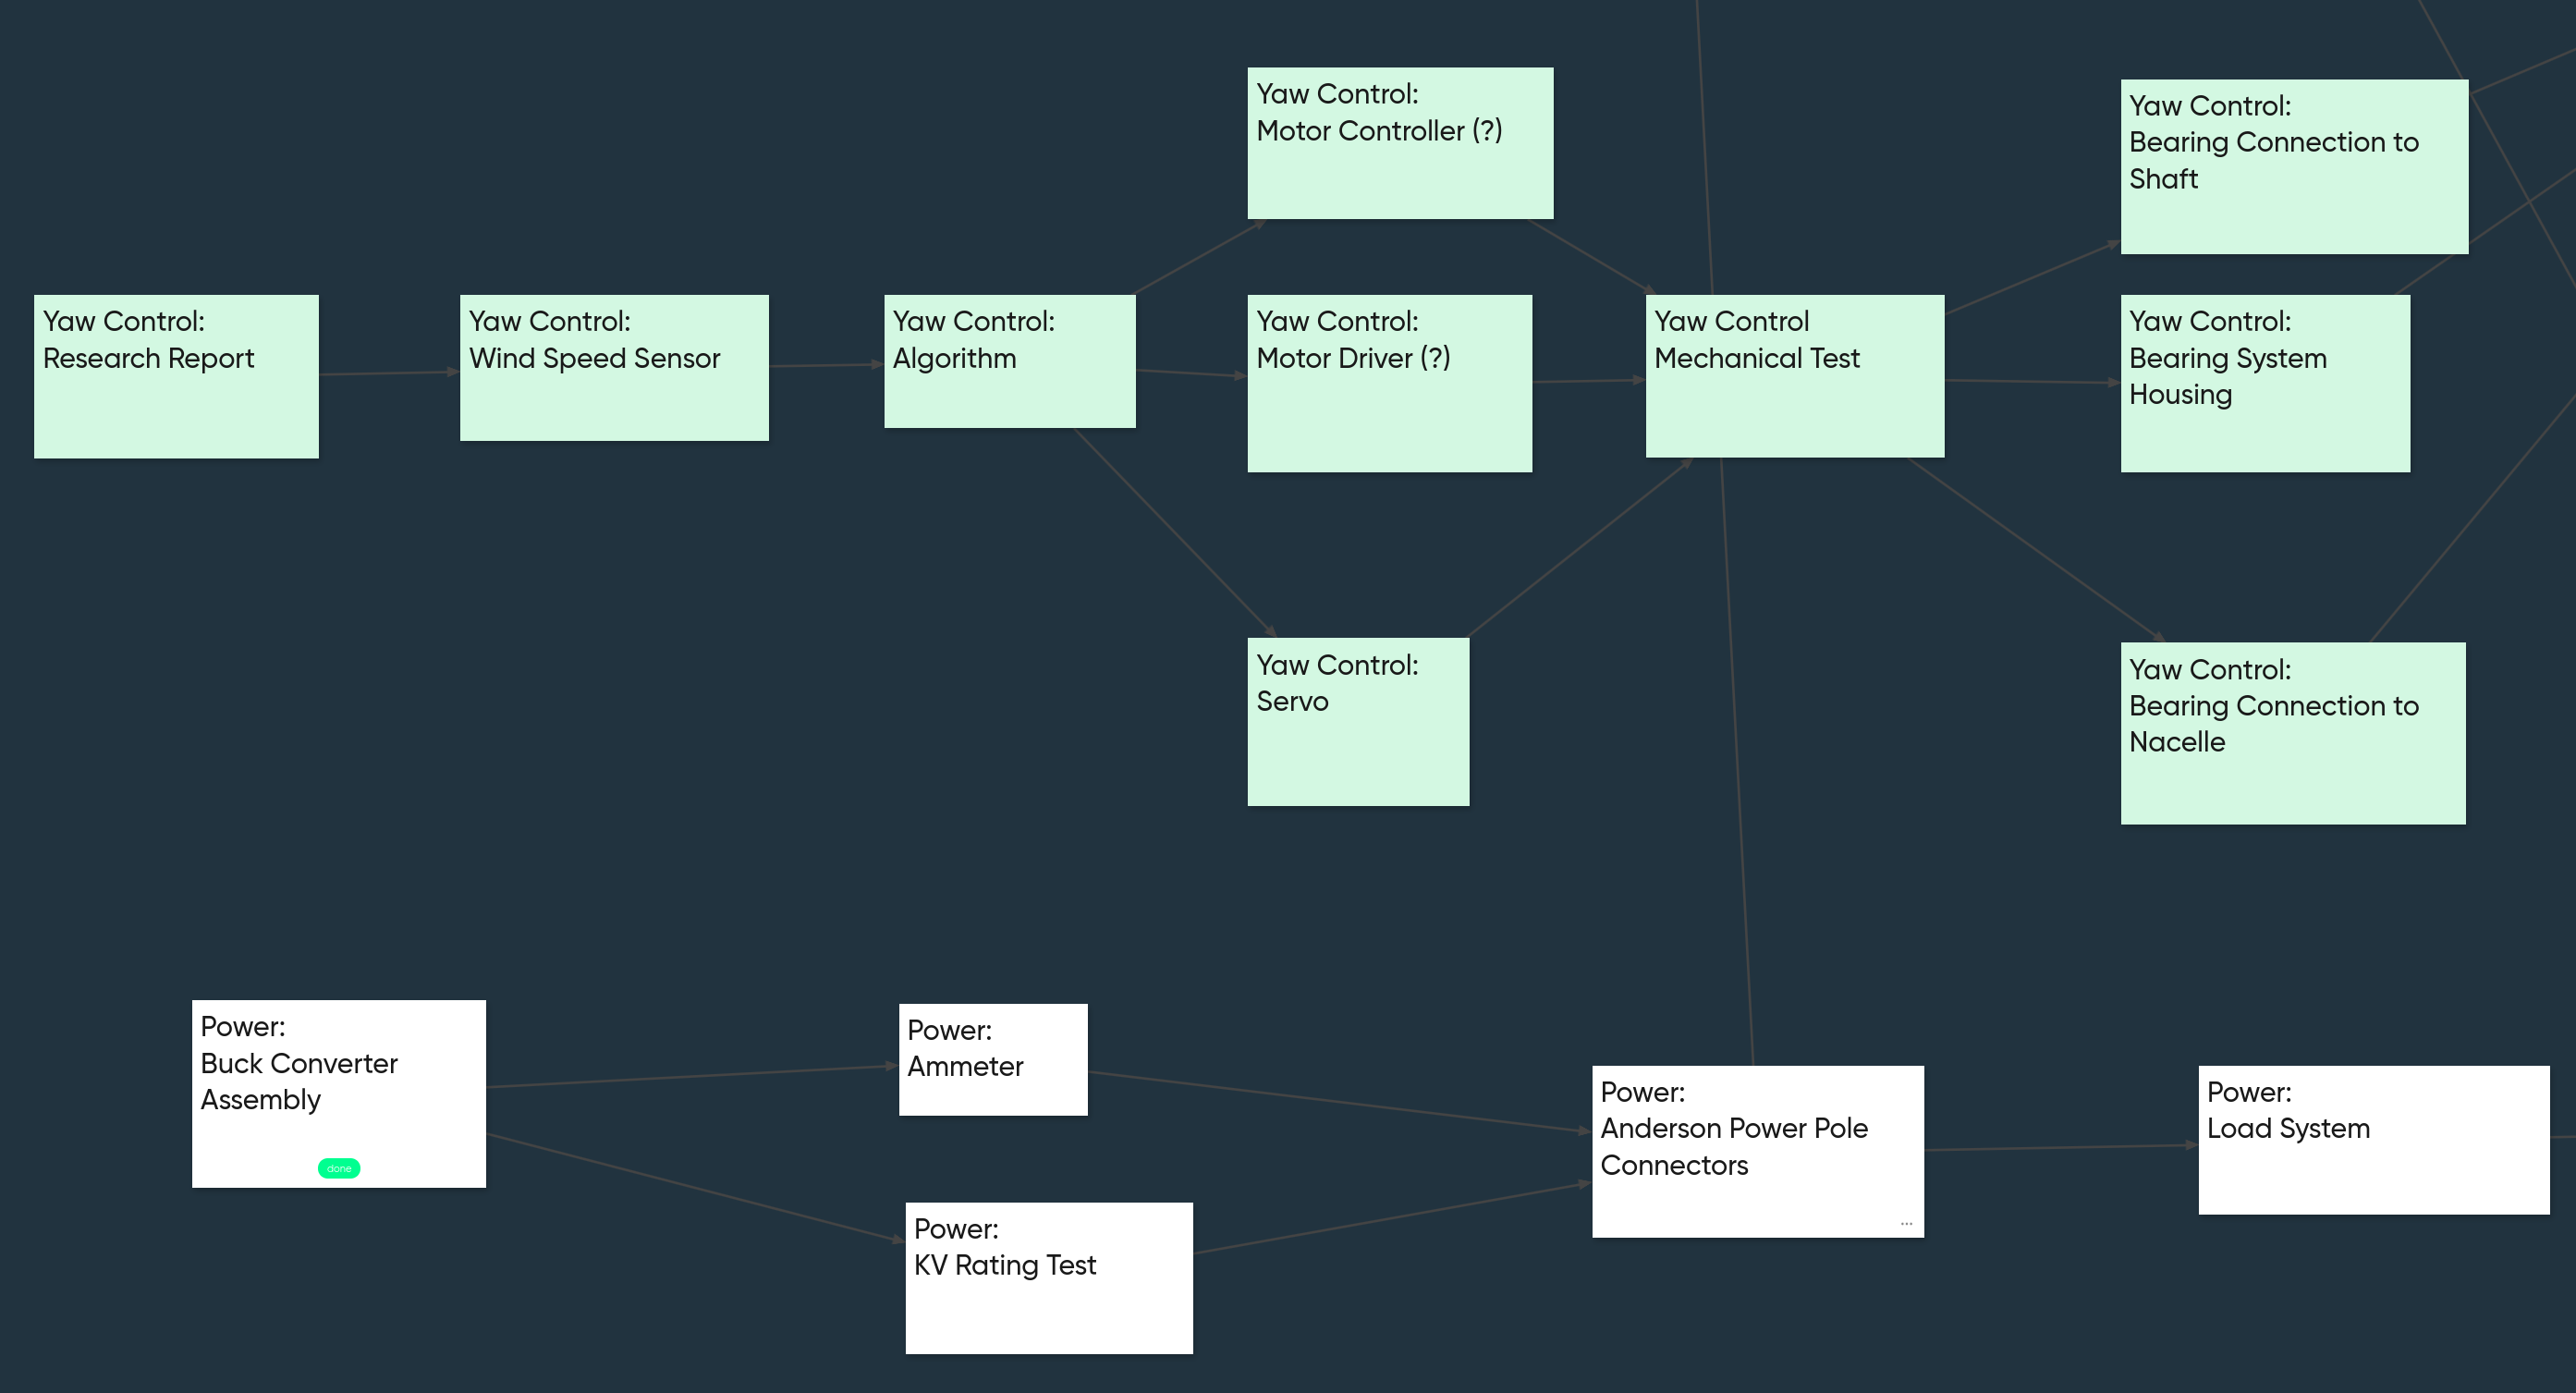 Yaw Control:
Motor Controller (?)
Yaw Control:
Bearing Connection to
Shaft
Yaw Control:
Research Report
Yaw Control:
Wind Speed Sensor
Yaw Control:
Algorithm
Yaw Control:
Motor Driver (?)
Yaw Control
Mechanical Test
Yaw Control:
Bearing System
Housing
Yaw Control:
Servo
Yaw Control:
Bearing Connection to
Nacelle
Power:
Buck Converter
Assembly
done
Power:
Ammeter
Power:
KV Rating Test
Power:
Anderson Power Pole
Connectors
...
Power:
Load System